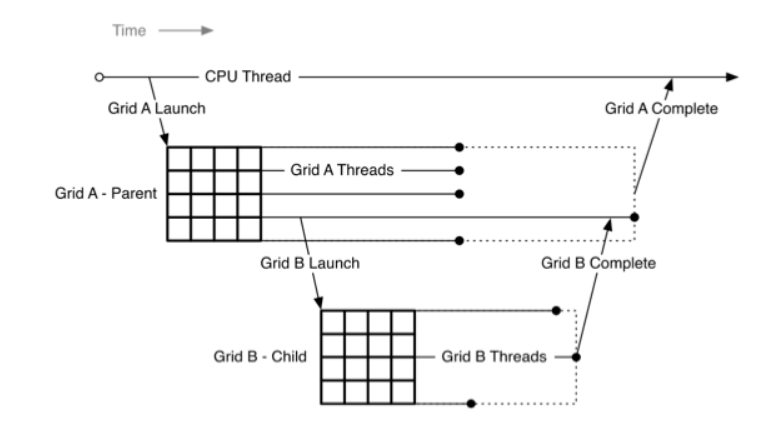 Time
CPU Thread
Grid A Launch
Grid A Complete
Grid A Threads
Grid A - Parent
Grid B Launch
Grid B Complete
Grid B - Child
Grid B Threads